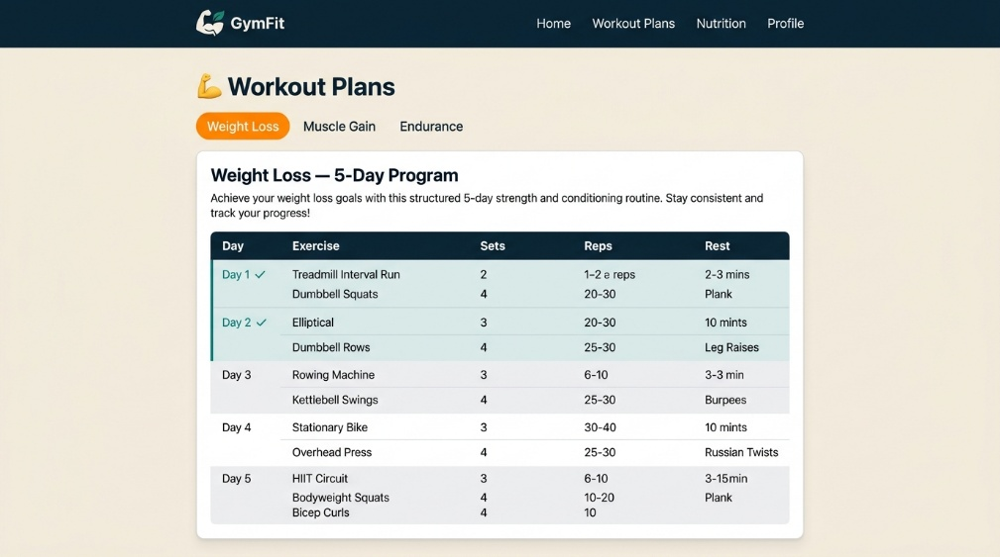 GymFit Home Workout Plans Nutrition Profile
Workout Plans
Weight Loss Muscle Gain Endurance
Weight Loss — 5-Day Program
Achieve your weight loss goals with this structured 5-day strength and conditioning routine. Stay consistent and
track your progress!
Day Exercise Sets Reps Rest
Day 1 ✓ Treadmill Interval Run 2 1–2 e reps 2-3 mins
Dumbbell Squats 4 20-30 Plank
Day 2 ✓ Elliptical 3 20-30 10 mints
Dumbbell Rows 4 25-30 Leg Raises
Day 3 Rowing Machine 3 6-10 3-3 min
Kettlebell Swings 4 25-30 Burpees
Day 4 Stationary Bike 3 30-40 10 mints
Overhead Press 4 25-30 Russian Twists
Day 5 HIIT Circuit 3 6-10 3-15min
Bodyweight Squats 4 10-20 Plank
Bicep Curls 4 10